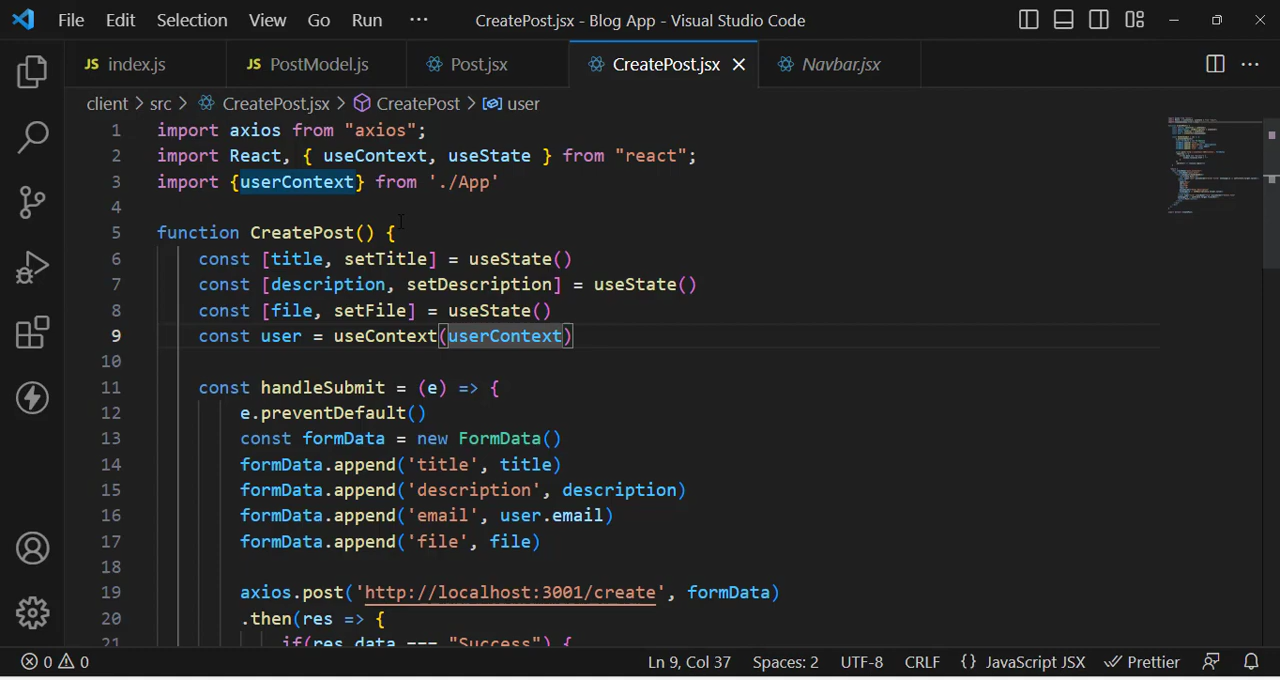 File Edit Selection View Go Run ··· CreatePost.jsx - Blog App - Visual Studio Code
JS index.js JS PostModel.js Post.jsx CreatePost.jsx Navbar.jsx
client > src > CreatePost.jsx > CreatePost > user
1 import axios from "axios";
2 import React, { useContext, useState } from "react";
3 import {userContext} from './App'
4
5 function CreatePost() {
6 const [title, setTitle] = useState()
7 const [description, setDescription] = useState()
8 const [file, setFile] = useState()
9 const user = useContext(userContext)
10
11 const handleSubmit = (e) => {
12 e.preventDefault()
13 const formData = new FormData()
14 formData.append('title', title)
15 formData.append('description', description)
16 formData.append('email', user.email)
17 formData.append('file', file)
18
19 axios.post('http://localhost:3001/create', formData)
20 .then(res => {
21 if(res.data === "Success") {
0 0 Ln 9, Col 37 Spaces: 2 UTF-8 CRLF {} JavaScript JSX Prettier